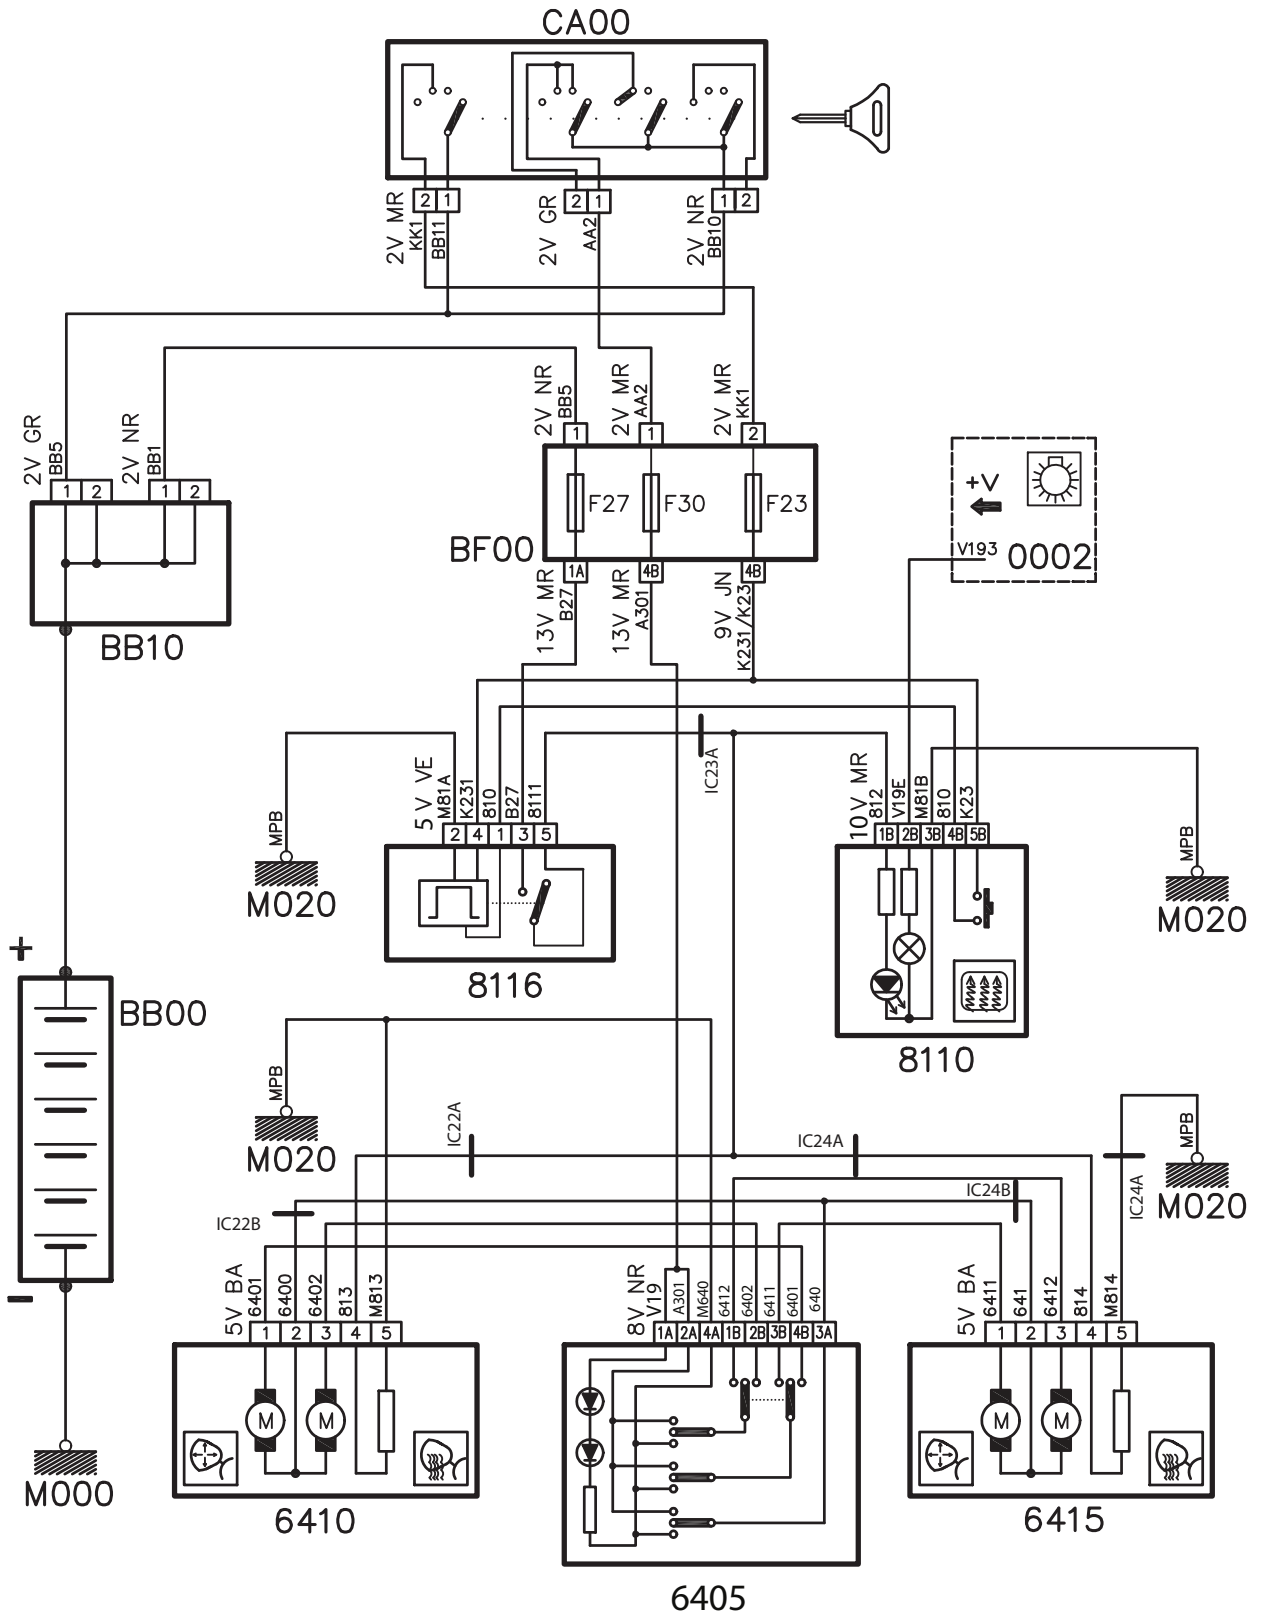 CA00
2 1
2 1
1 2
2V MR
KK1
BB11
2V GR
AA2
2V NR
BB10
2V GR
BB5
2V NR
BB1
1 2
1 2
BB10
2V NR
BB5
2V MR
AA2
2V MR
KK1
1
1
2
F27
F30
F23
BF00
1A
4B
4B
13V MR
B27
13V MR
A301
9V JN
K231/K23
+V
V193
0002
IC23A
5 V VE
M81A
K231
810
B27
8111
2 4 1 3 5
8116
MPB
M020
10V MR
812
V19E
M81B
810
K23
1B 2B 3B 4B 5B
8110
MPB
M020
+
BB00
-
M000
MPB
M020
IC22A
IC24A
IC24B
IC24A
MPB
M020
IC22B
5V BA
6401
6400
6402
813
M813
1 2 3 4 5
M
M
6410
8V NR
V19
A301
M640
6412
6402
6411
6401
640
1A 2A 4A 1B 2B 3B 4B 3A
6405
5V BA
6411
641
6412
814
M814
1 2 3 4 5
M
M
6415